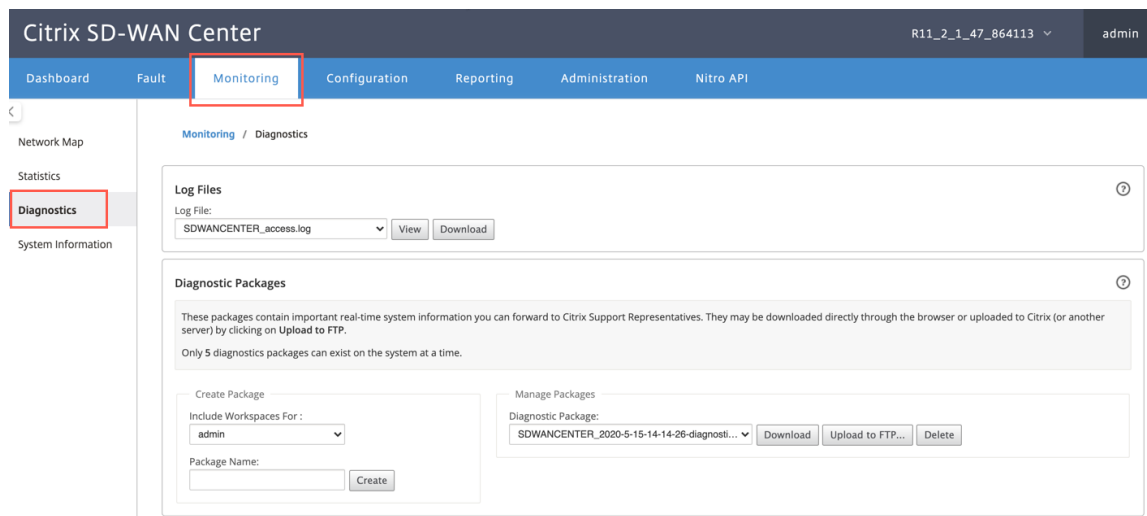 Citrix SD-WAN Center
R11_2_1_47_864113
admin
Dashboard Fault Monitoring Configuration Reporting Administration Nitro API
Network Map
Statistics
Diagnostics
System Information
Monitoring / Diagnostics
Log Files
Log File:
SDWANCENTER_access.log View Download
Diagnostic Packages
These packages contain important real-time system information you can forward to Citrix Support Representatives. They may be downloaded directly through the browser or uploaded to Citrix (or another
server) by clicking on Upload to FTP.
Only 5 diagnostics packages can exist on the system at a time.
Create Package
Include Workspaces For :
admin
Package Name:
Create
Manage Packages
Diagnostic Package:
SDWANCENTER_2020-5-15-14-14-26-diagnosti... Download Upload to FTP... Delete